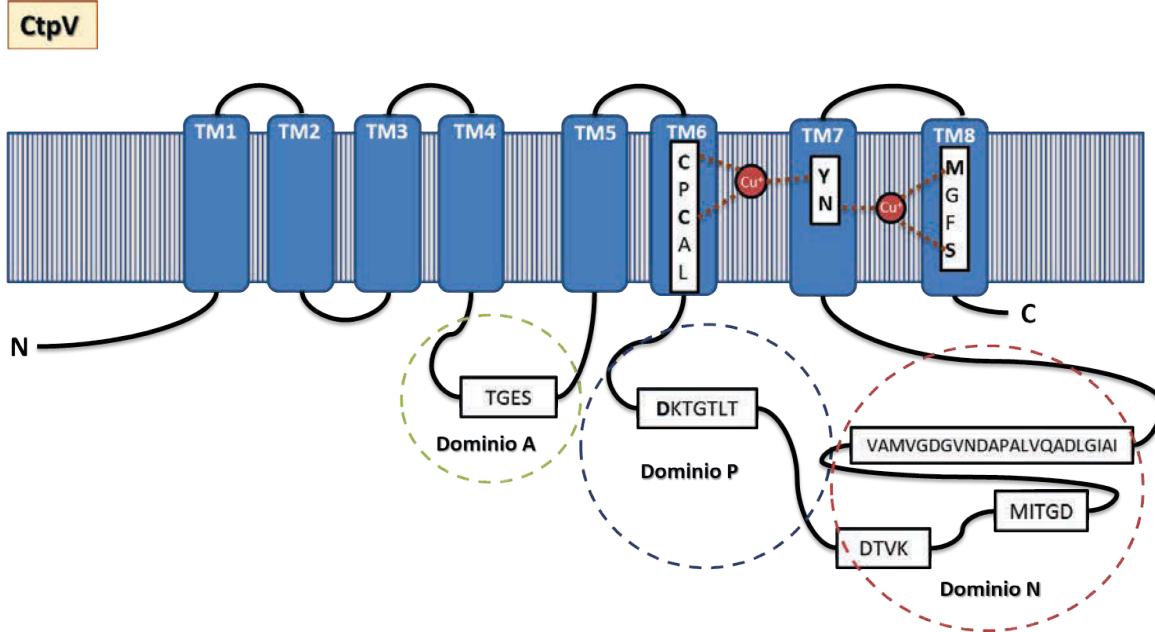 CtpV
TM1 TM2 TM3 TM4 TM5 TM6 TM7 TM8
C
P
C
A
L
Cu⁺
Y
N
Cu⁺
M
G
F
S
N
C
TGES
Dominio A
DKTGTLT
Dominio P
VAMVGDGVNDAPALVQADLGIAI
MITGD
DTVK
Dominio N